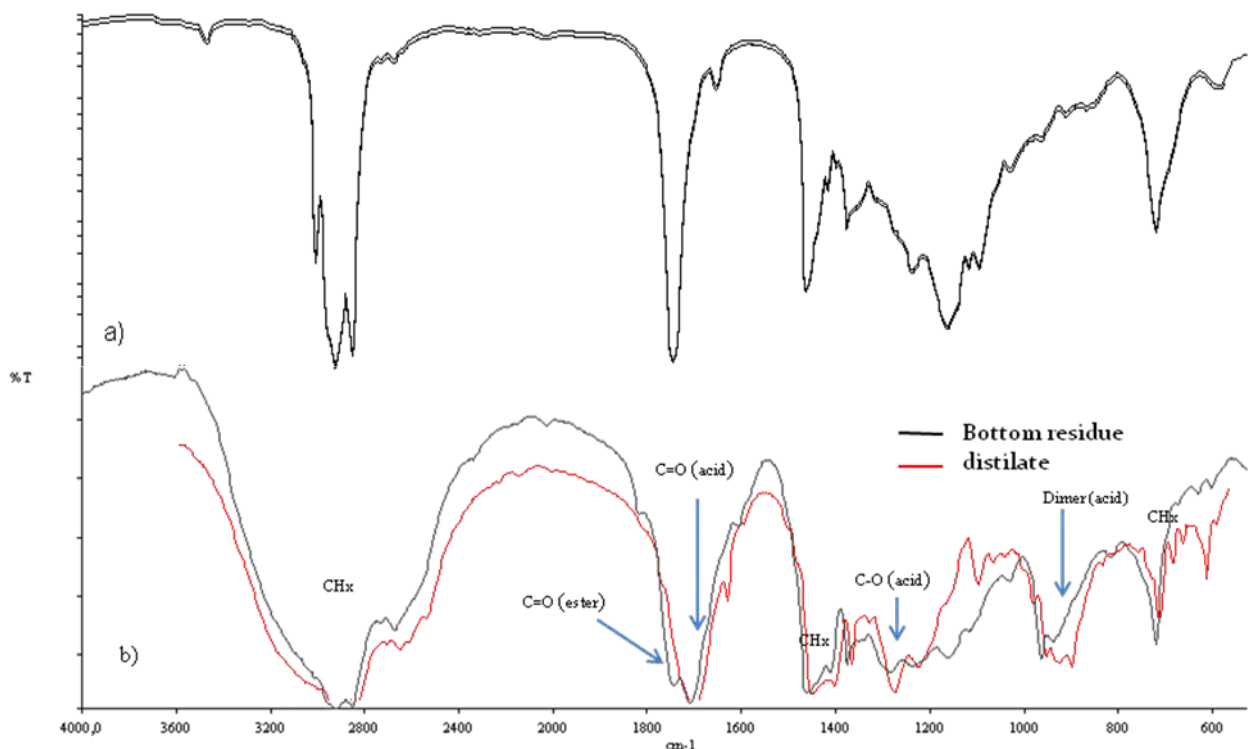 a)
% T
Bottom residue
distilate
C=O (acid)
Dimer(acid)
CHx
CHx
C-O (acid)
C=O (ester)
CHx
b)
4000,0 3600 3200 2800 2400 2000 1800 1600 1400 1200 1000 800 600
cm-1